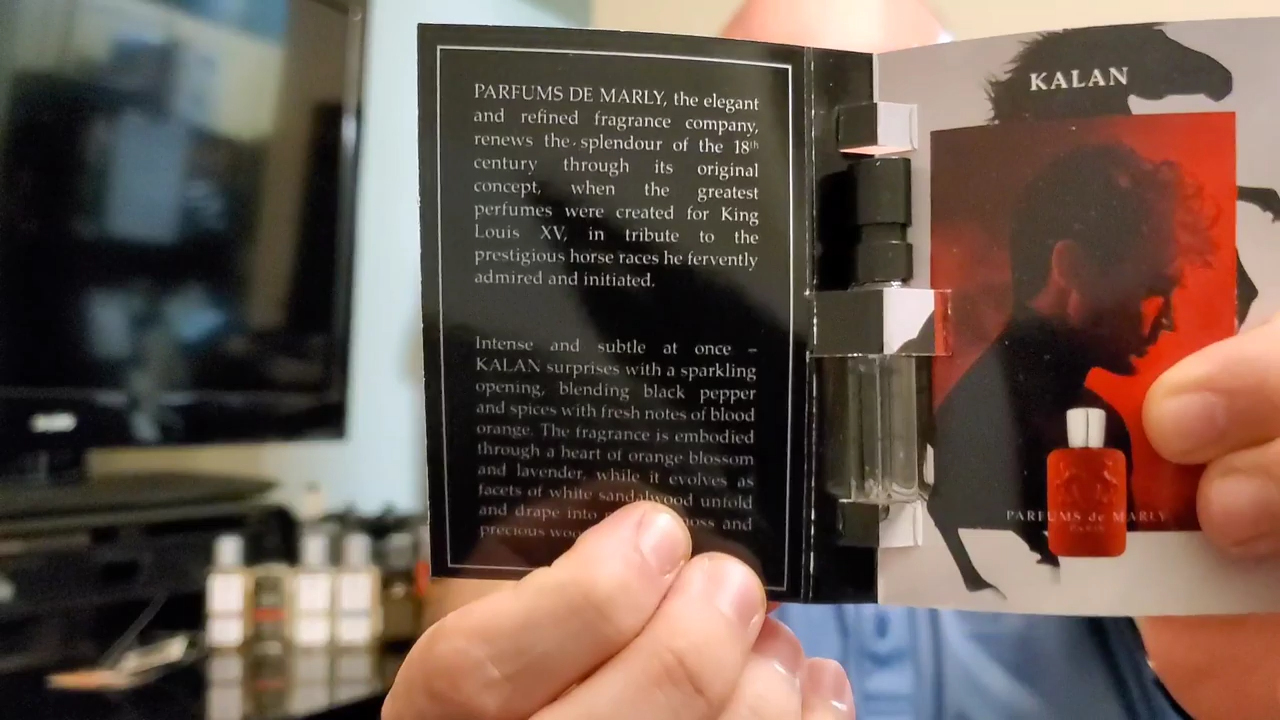 PARFUMS DE MARLY, the elegant
and refined fragrance company,
renews the splendour of the 18th
century through its original
concept, when the greatest
perfumes were created for King
Louis XV, in tribute to the
prestigious horse races he fervently
admired and initiated.
Intense and subtle at once –
KALAN surprises with a sparkling
opening, blending black pepper
and spices with fresh notes of blood
orange. The fragrance is embodied
through a heart of orange blossom
and lavender, while it evolves as
facets of white sandalwood unfold
and drape into and
precious
KALAN
PARFUMS de MARLY